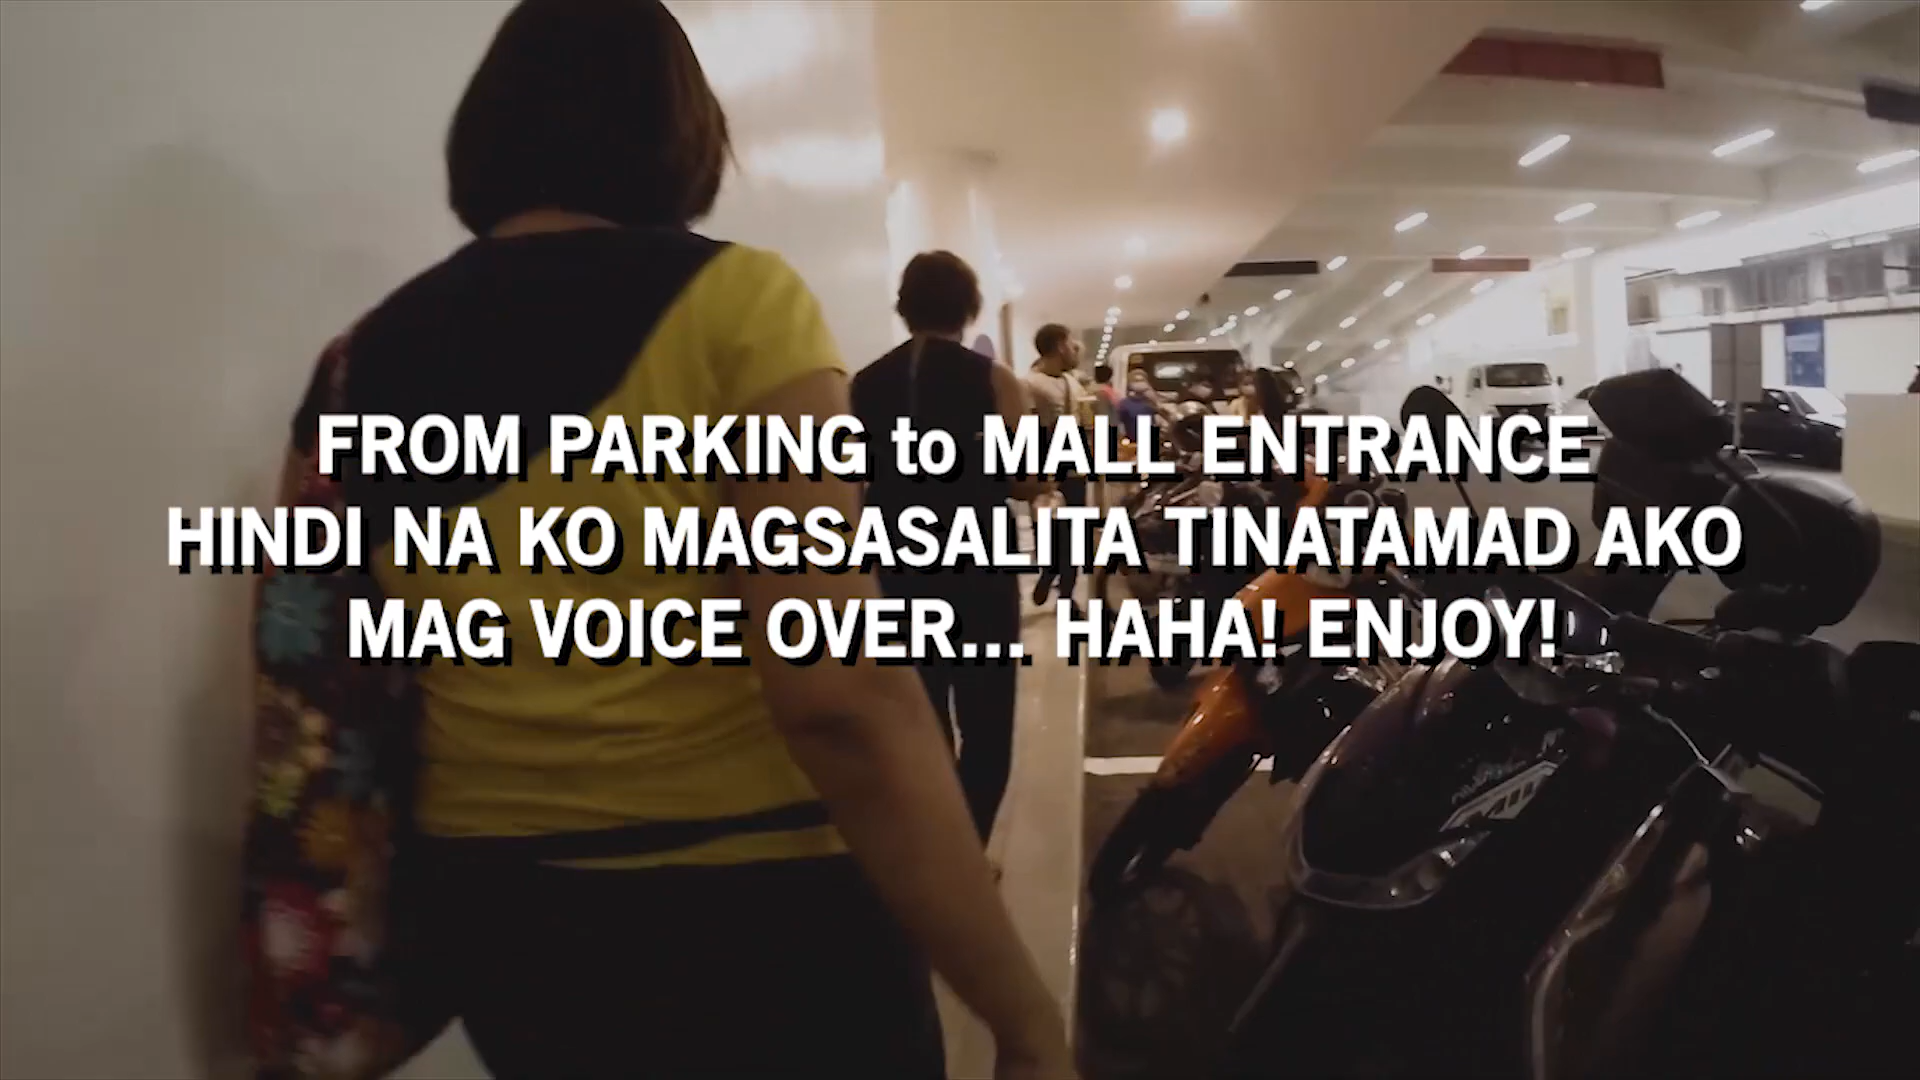 FROM PARKING to MALL ENTRANCE
HINDI NA KO MAGSASALITA TINATAMAD AKO
MAG VOICE OVER... HAHA! ENJOY!